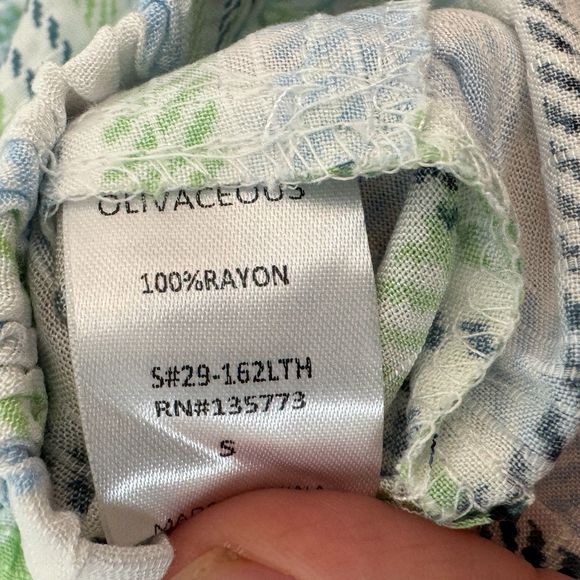 OLIVACEOUS
100%RAYON
S#29-162LTH
RN#135773
S